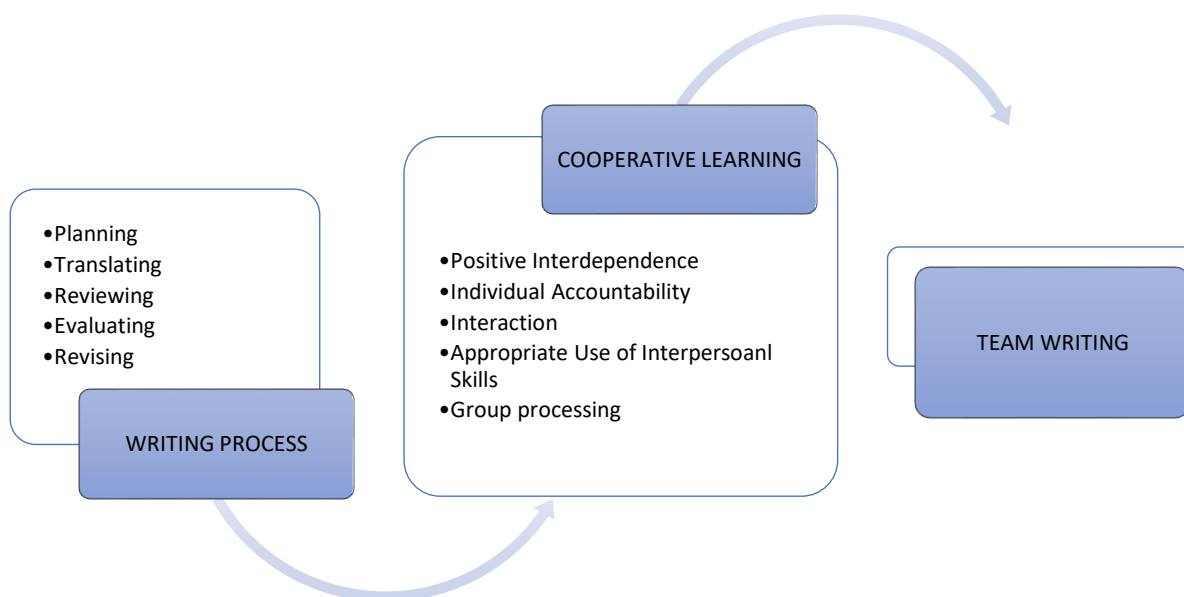 •Planning
•Translating
•Reviewing
•Evaluating
•Revising
WRITING PROCESS
COOPERATIVE LEARNING
•Positive Interdependence
•Individual Accountability
•Interaction
•Appropriate Use of Interpersoanl
Skills
•Group processing
TEAM WRITING